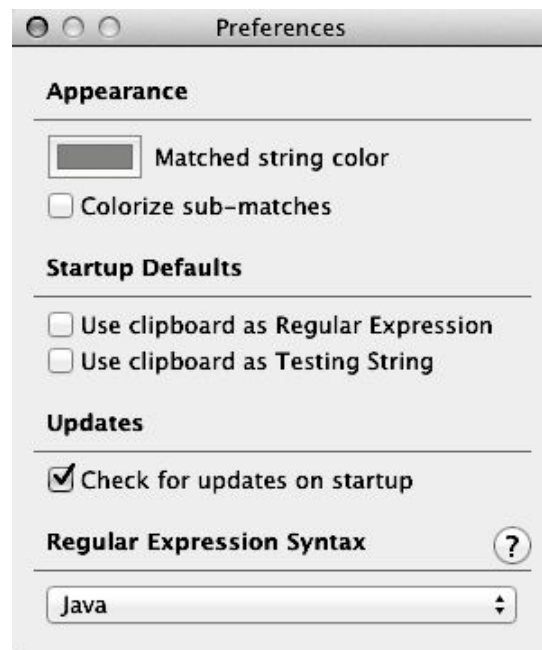 Preferences
Appearance
Matched string color
Colorize sub-matches
Startup Defaults
Use clipboard as Regular Expression
Use clipboard as Testing String
Updates
Check for updates on startup
Regular Expression Syntax ?
Java